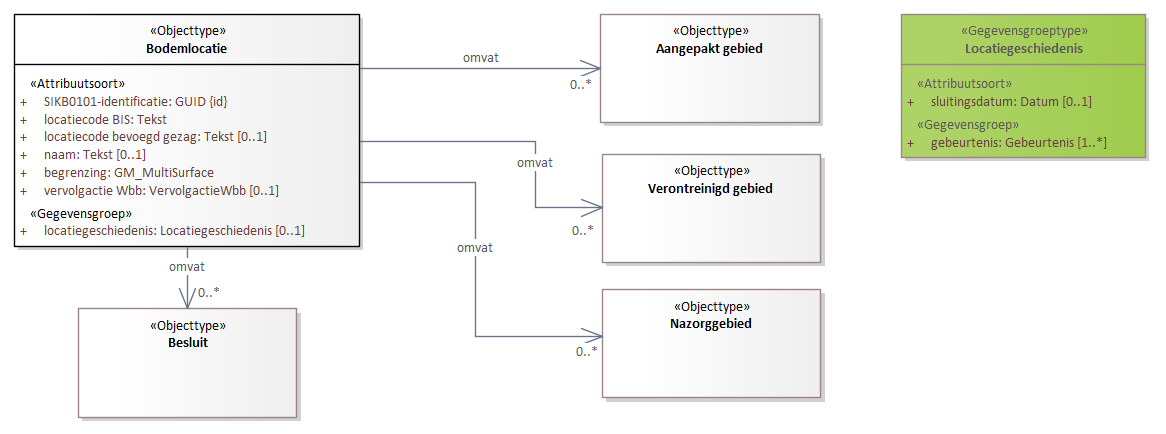 «Objecttype»
Bodemlocatie
«Attribuutsoort»
+ SIKB0101-identificatie: GUID {id}
+ locatiecode BIS: Tekst
+ locatiecode bevoegd gezag: Tekst [0..1]
+ naam: Tekst [0..1]
+ begrenzing: GM_MultiSurface
+ vervolgactie Wbb: VervolgactieWbb [0..1]
«Gegevensgroep»
+ locatiegeschiedenis: Locatiegeschiedenis [0..1]
omvat
0..*
«Objecttype»
Aangepakt gebied
omvat
0..*
«Objecttype»
Verontreinigd gebied
omvat
0..*
«Objecttype»
Nazorggebied
omvat
0..*
«Objecttype»
Besluit
«Gegevensgroeptype»
Locatiegeschiedenis
«Attribuutsoort»
+ sluitingsdatum: Datum [0..1]
«Gegevensgroep»
+ gebeurtenis: Gebeurtenis [1..*]